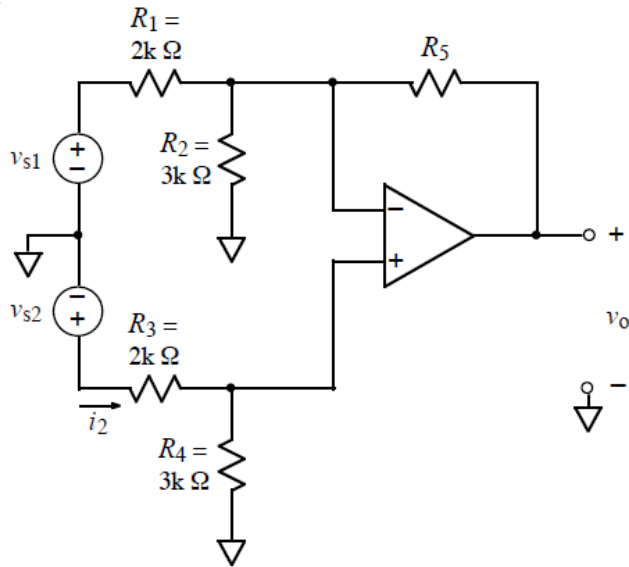 R1 =
2k Ω
R5
vs1
+
−
R2 =
3k Ω
−
+
+
vs2
−
+
R3 =
2k Ω
vo
i2
−
R4 =
3k Ω